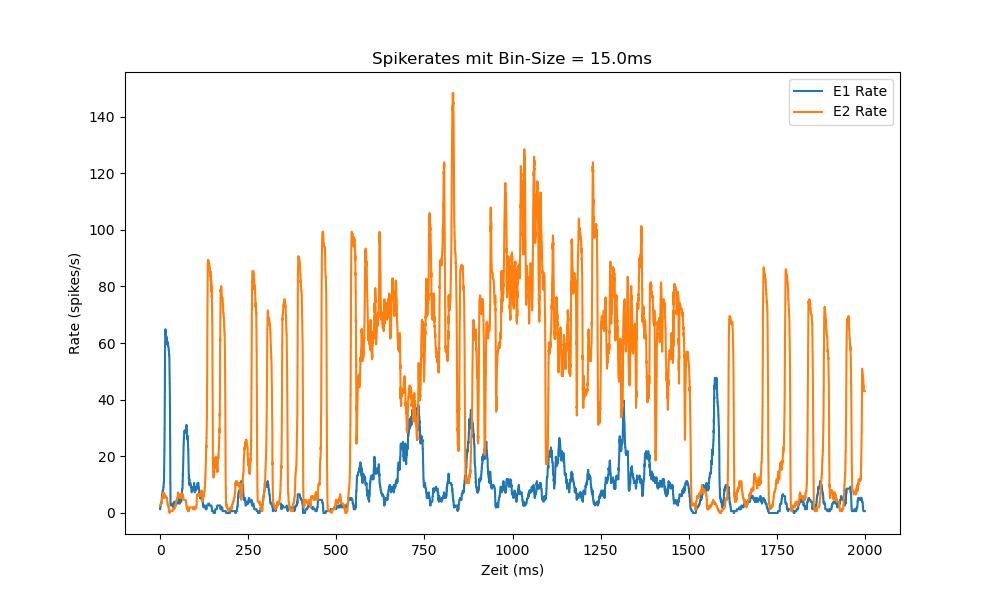 Spikerates mit Bin-Size = 15.0ms
E1 Rate
E2 Rate
Rate (spikes/s)
140
120
100
80
60
40
20
0
0 250 500 750 1000 1250 1500 1750 2000
Zeit (ms)